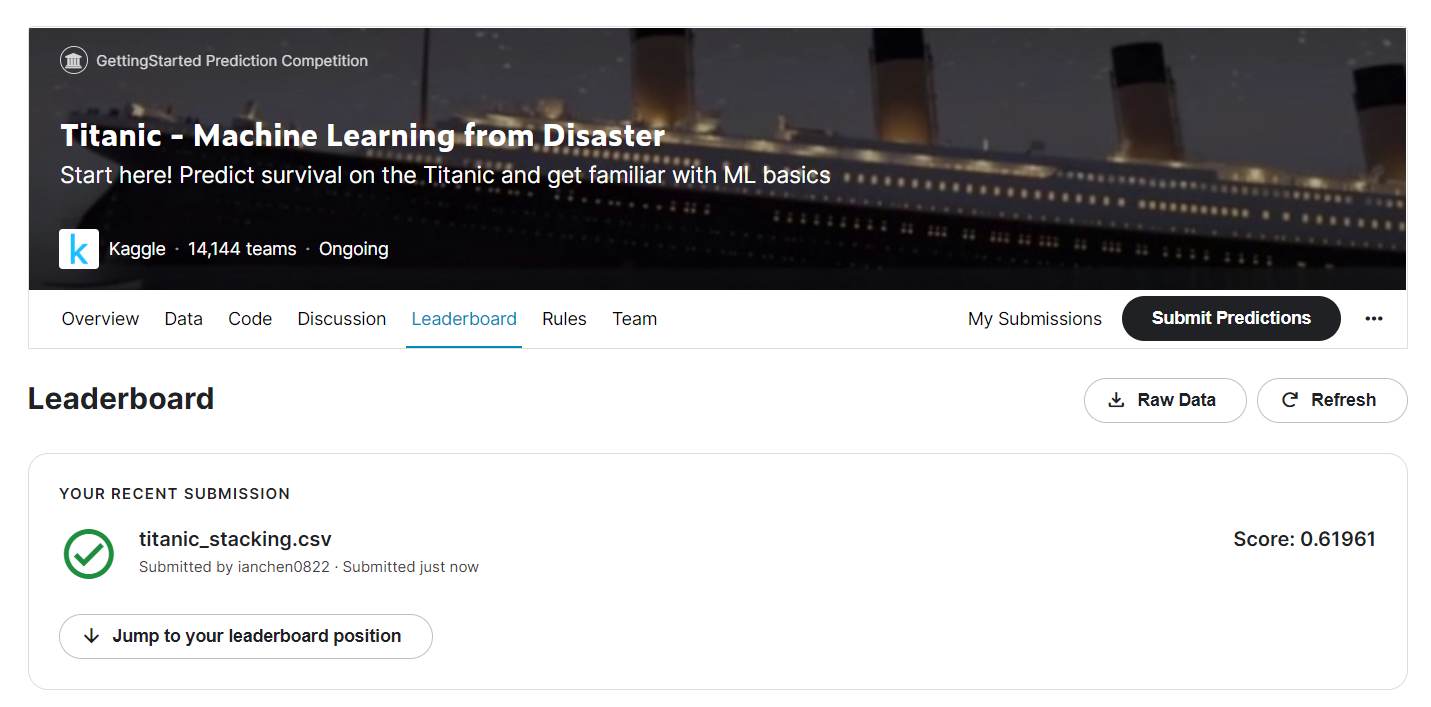 GettingStarted Prediction Competition
Titanic - Machine Learning from Disaster
Start here! Predict survival on the Titanic and get familiar with ML basics
k
Kaggle · 14,144 teams · Ongoing
Overview Data Code Discussion Leaderboard Rules Team My Submissions Submit Predictions
Leaderboard
Raw Data Refresh
YOUR RECENT SUBMISSION
titanic_stacking.csv Score: 0.61961
Submitted by ianchen0822 · Submitted just now
Jump to your leaderboard position